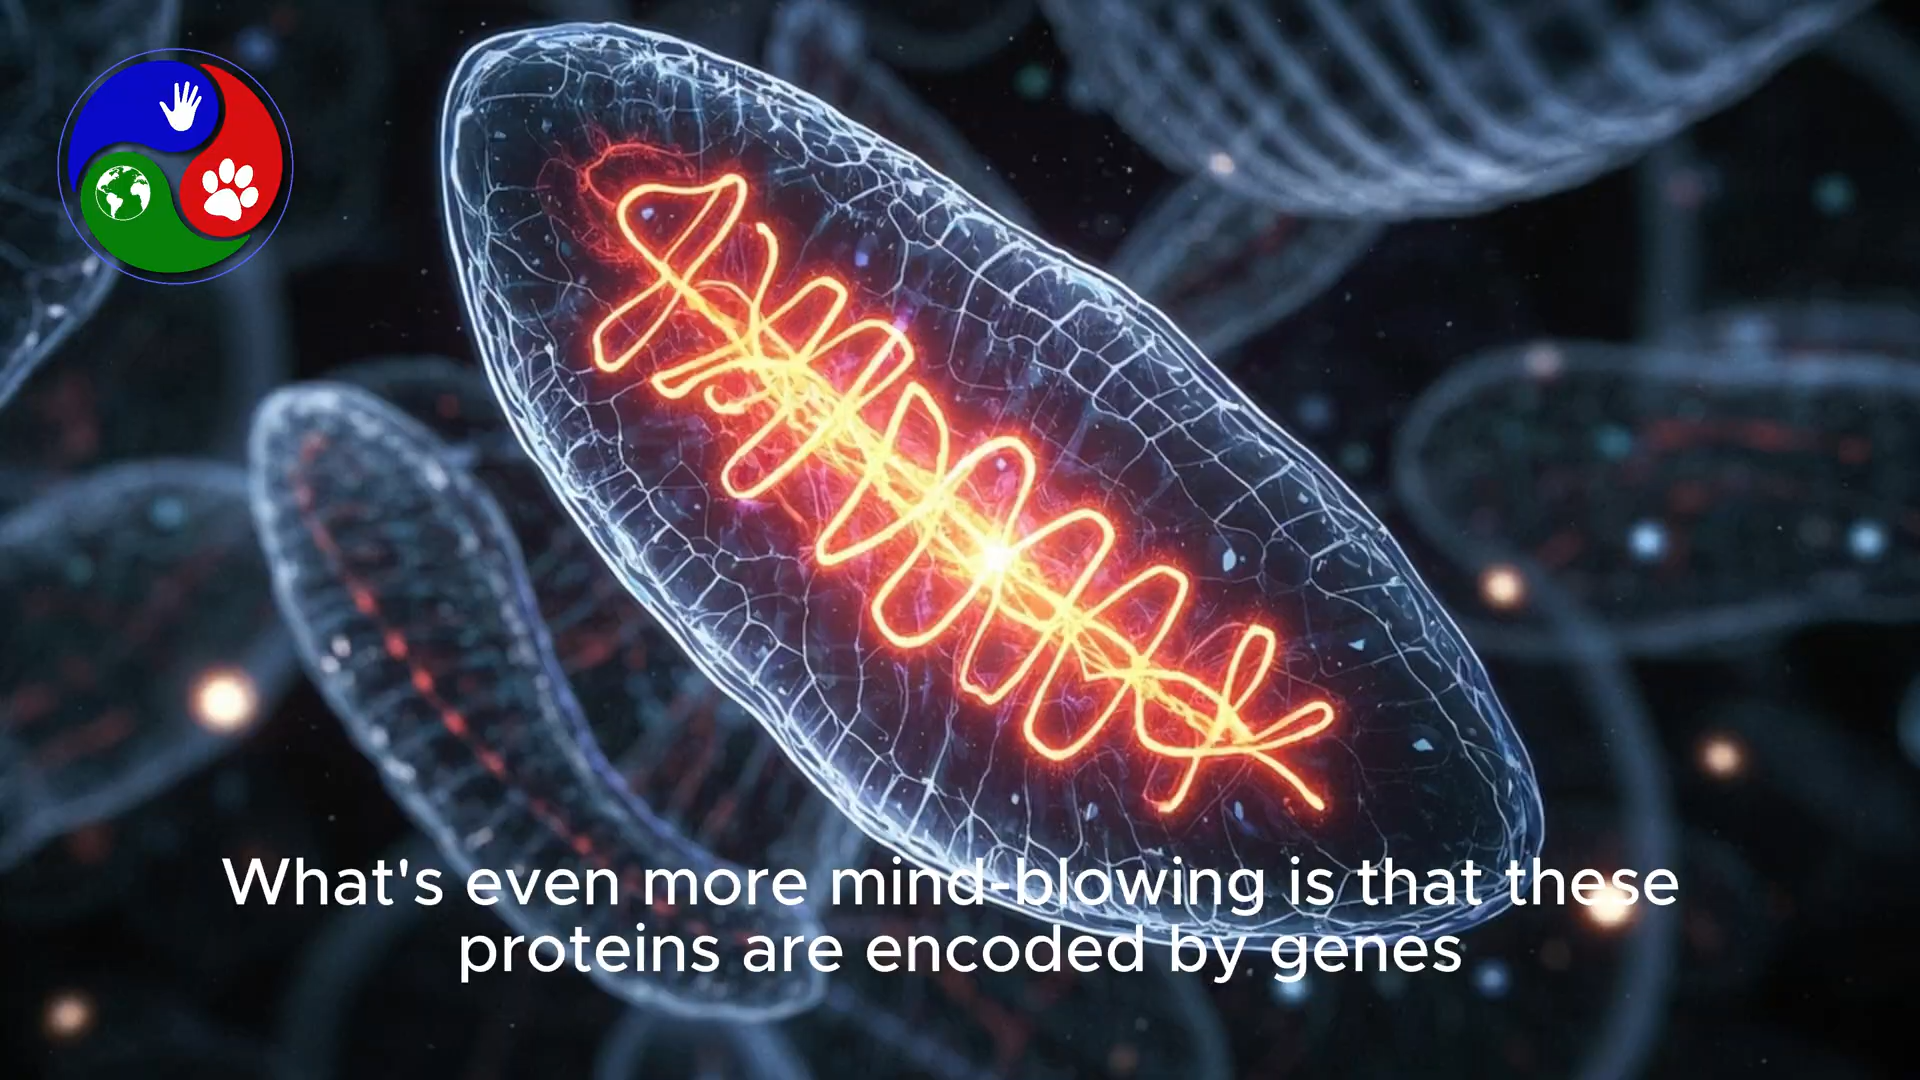 What's even more mind-blowing is that these
proteins are encoded by genes